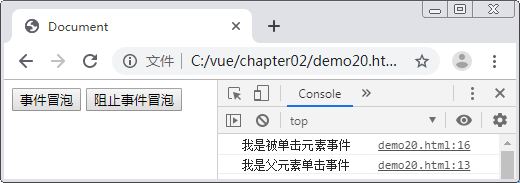 Document
文件 C:/vue/chapter02/demo20.ht...
事件冒泡 阻止事件冒泡
Console
top
我是被单击元素事件 demo20.html:16
我是父元素单击事件 demo20.html:13